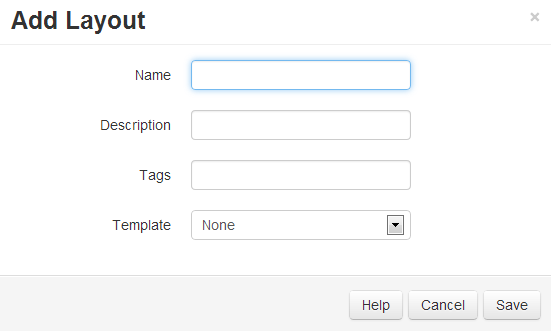 Add Layout ×
Name
Description
Tags
Template None
Help Cancel Save